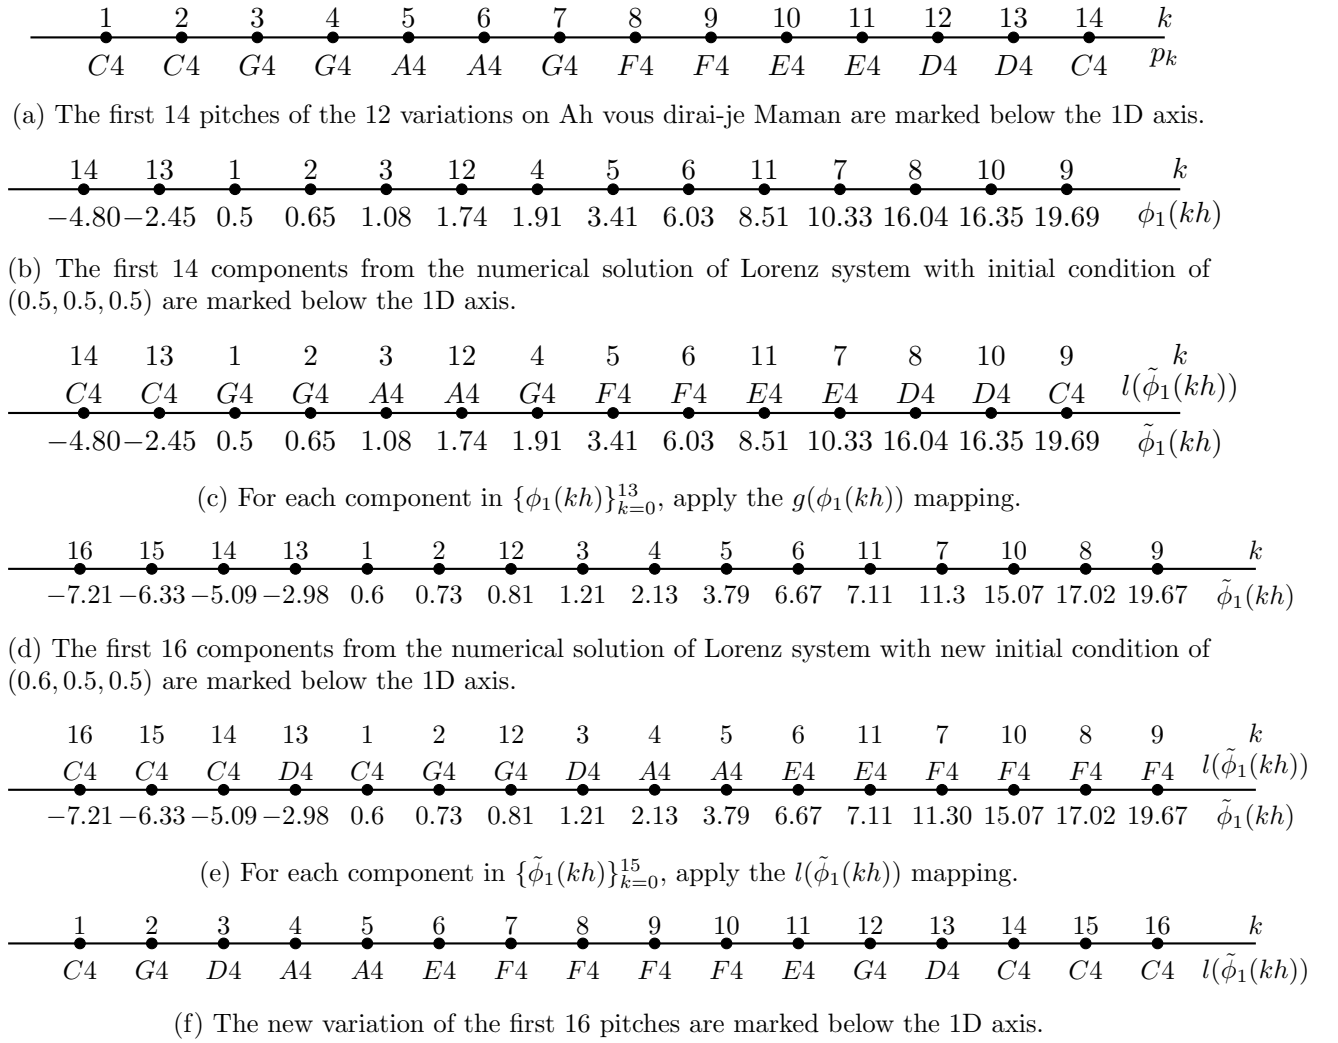 1 2 3 4 5 6 7 8 9 10 11 12 13 14 k
C4 C4 G4 G4 A4 A4 G4 F4 F4 E4 E4 D4 D4 C4 p_k
(a) The first 14 pitches of the 12 variations on Ah vous dirai-je Maman are marked below the 1D axis.
14 13 1 2 3 12 4 5 6 11 7 8 10 9 k
−4.80 −2.45 0.5 0.65 1.08 1.74 1.91 3.41 6.03 8.51 10.33 16.04 16.35 19.69 ϕ₁(kh)
(b) The first 14 components from the numerical solution of Lorenz system with initial condition of
(0.5, 0.5, 0.5) are marked below the 1D axis.
14 13 1 2 3 12 4 5 6 11 7 8 10 9 k
C4 C4 G4 G4 A4 A4 G4 F4 F4 E4 E4 D4 D4 C4 l(ϕ̃₁(kh))
−4.80 −2.45 0.5 0.65 1.08 1.74 1.91 3.41 6.03 8.51 10.33 16.04 16.35 19.69 ϕ̃₁(kh)
(c) For each component in {ϕ₁(kh)}¹³ₖ₌₀, apply the g(ϕ₁(kh)) mapping.
16 15 14 13 1 2 12 3 4 5 6 11 7 10 8 9 k
−7.21 −6.33 −5.09 −2.98 0.6 0.73 0.81 1.21 2.13 3.79 6.67 7.11 11.3 15.07 17.02 19.67 ϕ̃₁(kh)
(d) The first 16 components from the numerical solution of Lorenz system with new initial condition of
(0.6, 0.5, 0.5) are marked below the 1D axis.
16 15 14 13 1 2 12 3 4 5 6 11 7 10 8 9 k
C4 C4 C4 D4 C4 G4 G4 D4 A4 A4 E4 E4 F4 F4 F4 F4 l(ϕ̃₁(kh))
−7.21 −6.33 −5.09 −2.98 0.6 0.73 0.81 1.21 2.13 3.79 6.67 7.11 11.30 15.07 17.02 19.67 ϕ̃₁(kh)
(e) For each component in {ϕ̃₁(kh)}¹⁵ₖ₌₀, apply the l(ϕ̃₁(kh)) mapping.
1 2 3 4 5 6 7 8 9 10 11 12 13 14 15 16 k
C4 G4 D4 A4 A4 E4 F4 F4 F4 F4 E4 G4 D4 C4 C4 C4 l(ϕ̃₁(kh))
(f) The new variation of the first 16 pitches are marked below the 1D axis.